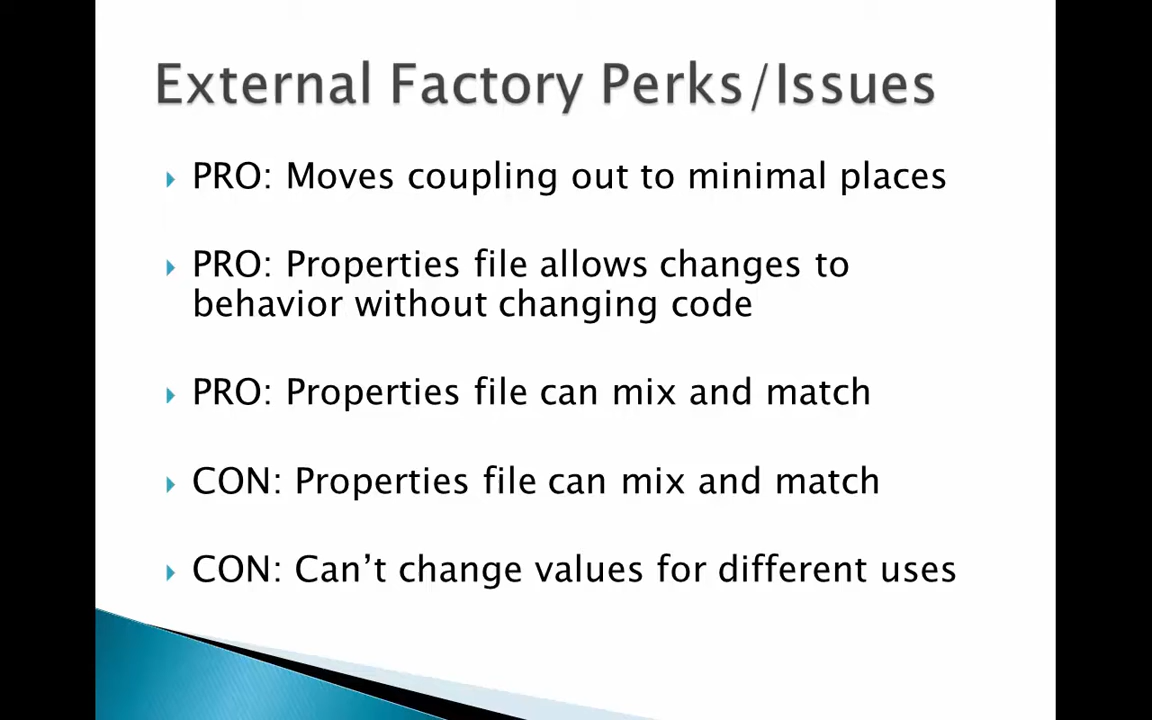 External Factory Perks/Issues
PRO: Moves coupling out to minimal places
PRO: Properties file allows changes to
behavior without changing code
PRO: Properties file can mix and match
CON: Properties file can mix and match
CON: Can’t change values for different uses